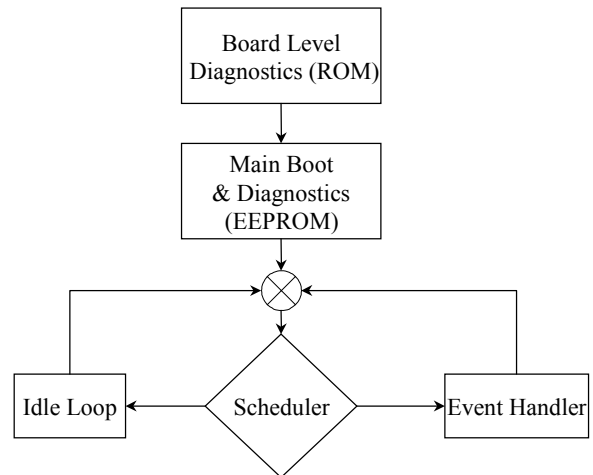 Board Level
Diagnostics (ROM)
Main Boot
& Diagnostics
(EEPROM)
Idle Loop
Scheduler
Event Handler